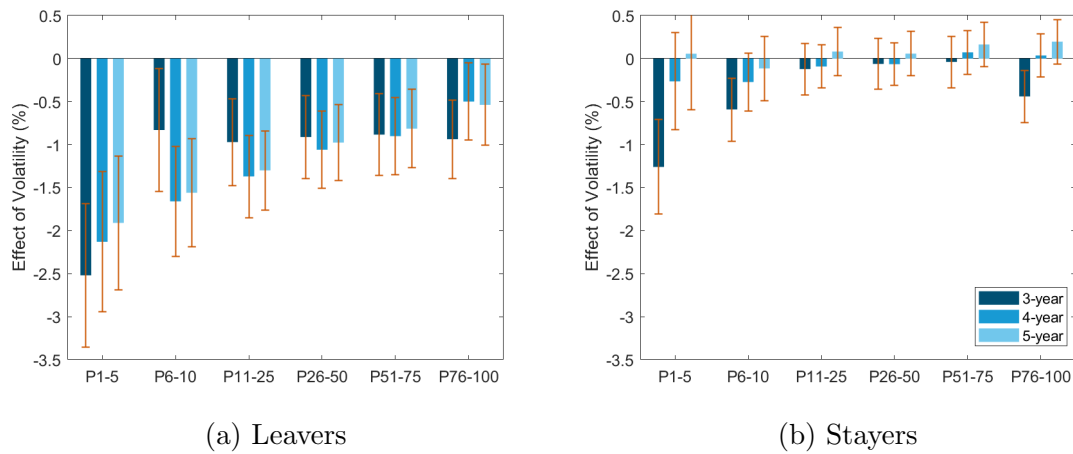 Effect of Volatility (%)
0.5
0
-0.5
-1
-1.5
-2
-2.5
-3
-3.5
P1-5 P6-10 P11-25 P26-50 P51-75 P76-100
(a) Leavers
Effect of Volatility (%)
0.5
0
-0.5
-1
-1.5
-2
-2.5
-3
-3.5
P1-5 P6-10 P11-25 P26-50 P51-75 P76-100
3-year
4-year
5-year
(b) Stayers